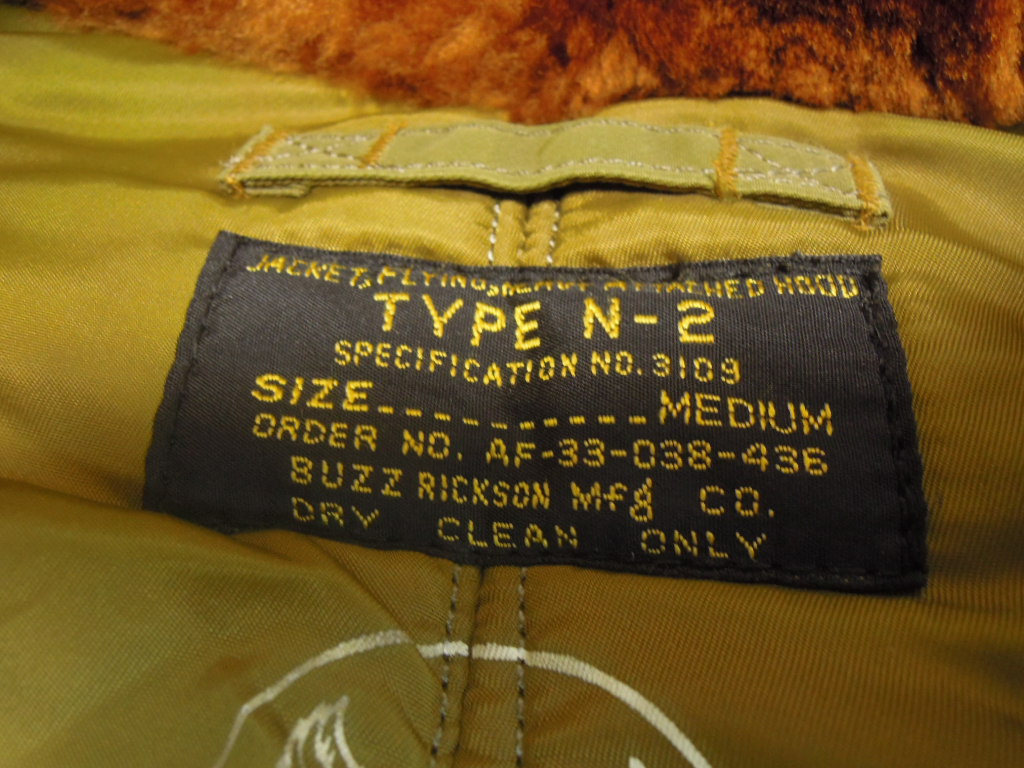 JACKET, FLYING, HEAVY ATTACHED HOOD
TYPE N-2
SPECIFICATION NO. 3109
SIZE----------MEDIUM
ORDER NO. AF-33-038-436
BUZZ RICKSON Mfg CO.
DRY CLEAN ONLY